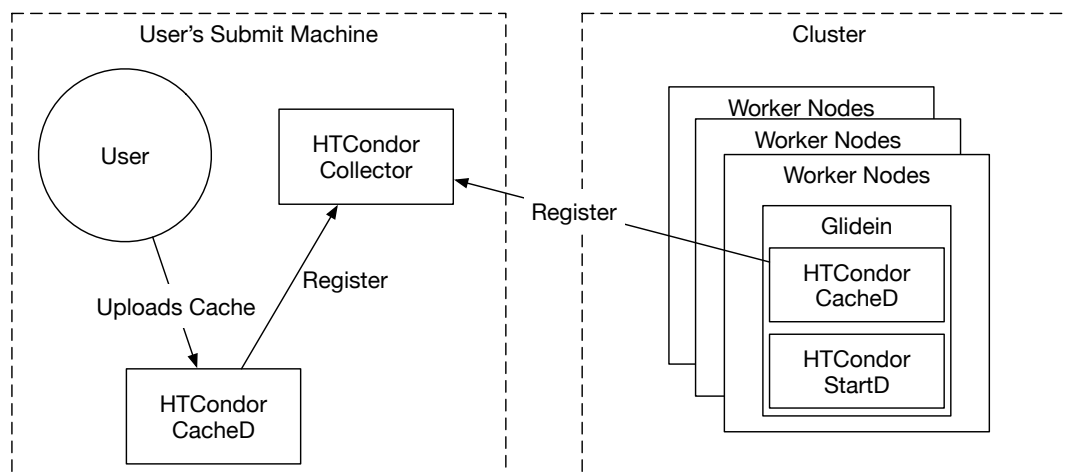 User's Submit Machine
User
HTCondor
Collector
Register
Uploads Cache
HTCondor
CacheD
Register
Cluster
Worker Nodes
Worker Nodes
Worker Nodes
Glidein
HTCondor
CacheD
HTCondor
StartD